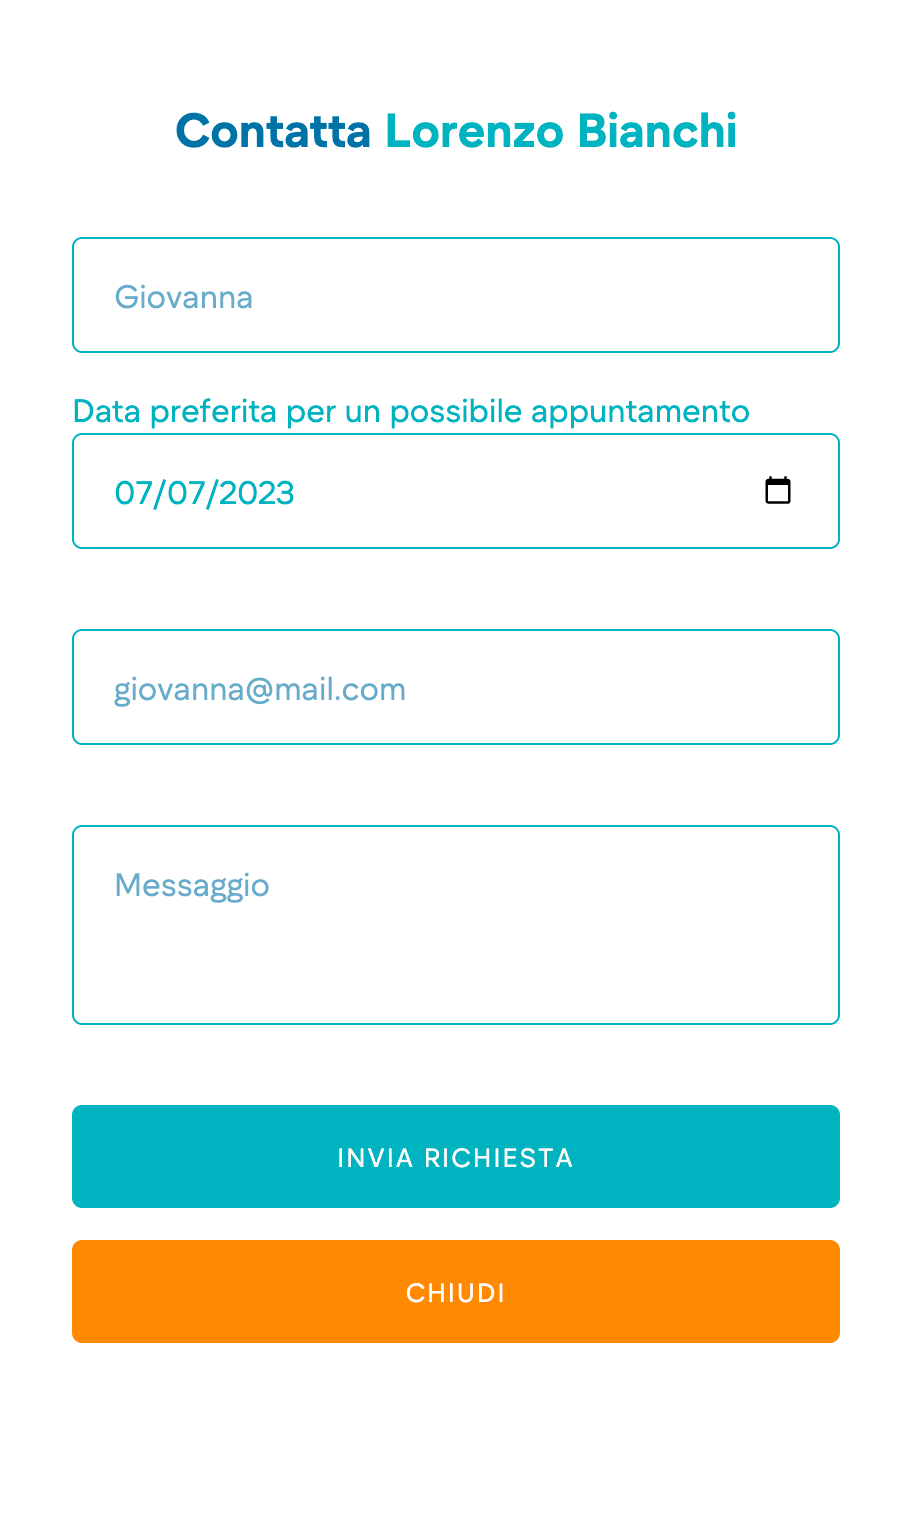 Contatta Lorenzo Bianchi
Giovanna
Data preferita per un possibile appuntamento
07/07/2023
giovanna@mail.com
Messaggio
INVIA RICHIESTA
CHIUDI